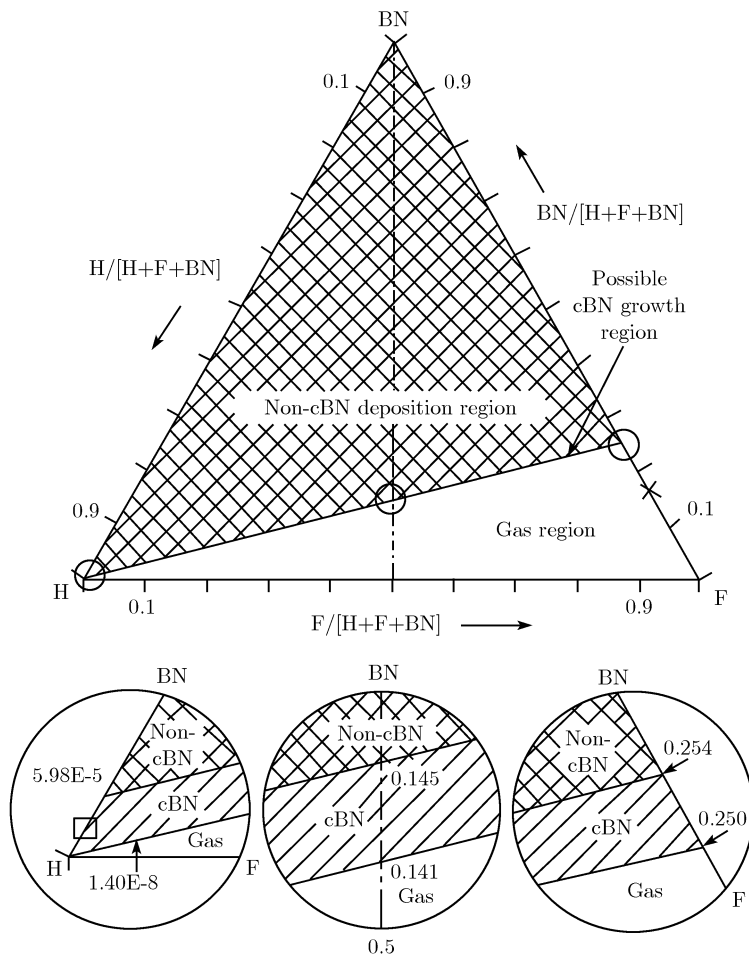 BN
0.1
0.9
BN/[H+F+BN]
H/[H+F+BN]
Possible
cBN growth
region
Non-cBN deposition region
0.9
0.1
Gas region
H
F
0.1
0.9
F/[H+F+BN]
BN
Non-
cBN
5.98E-5
cBN
Gas
H
F
1.40E-8
BN
Non-cBN
0.145
cBN
0.141
Gas
0.5
BN
Non-
cBN
0.254
cBN
0.250
Gas
F